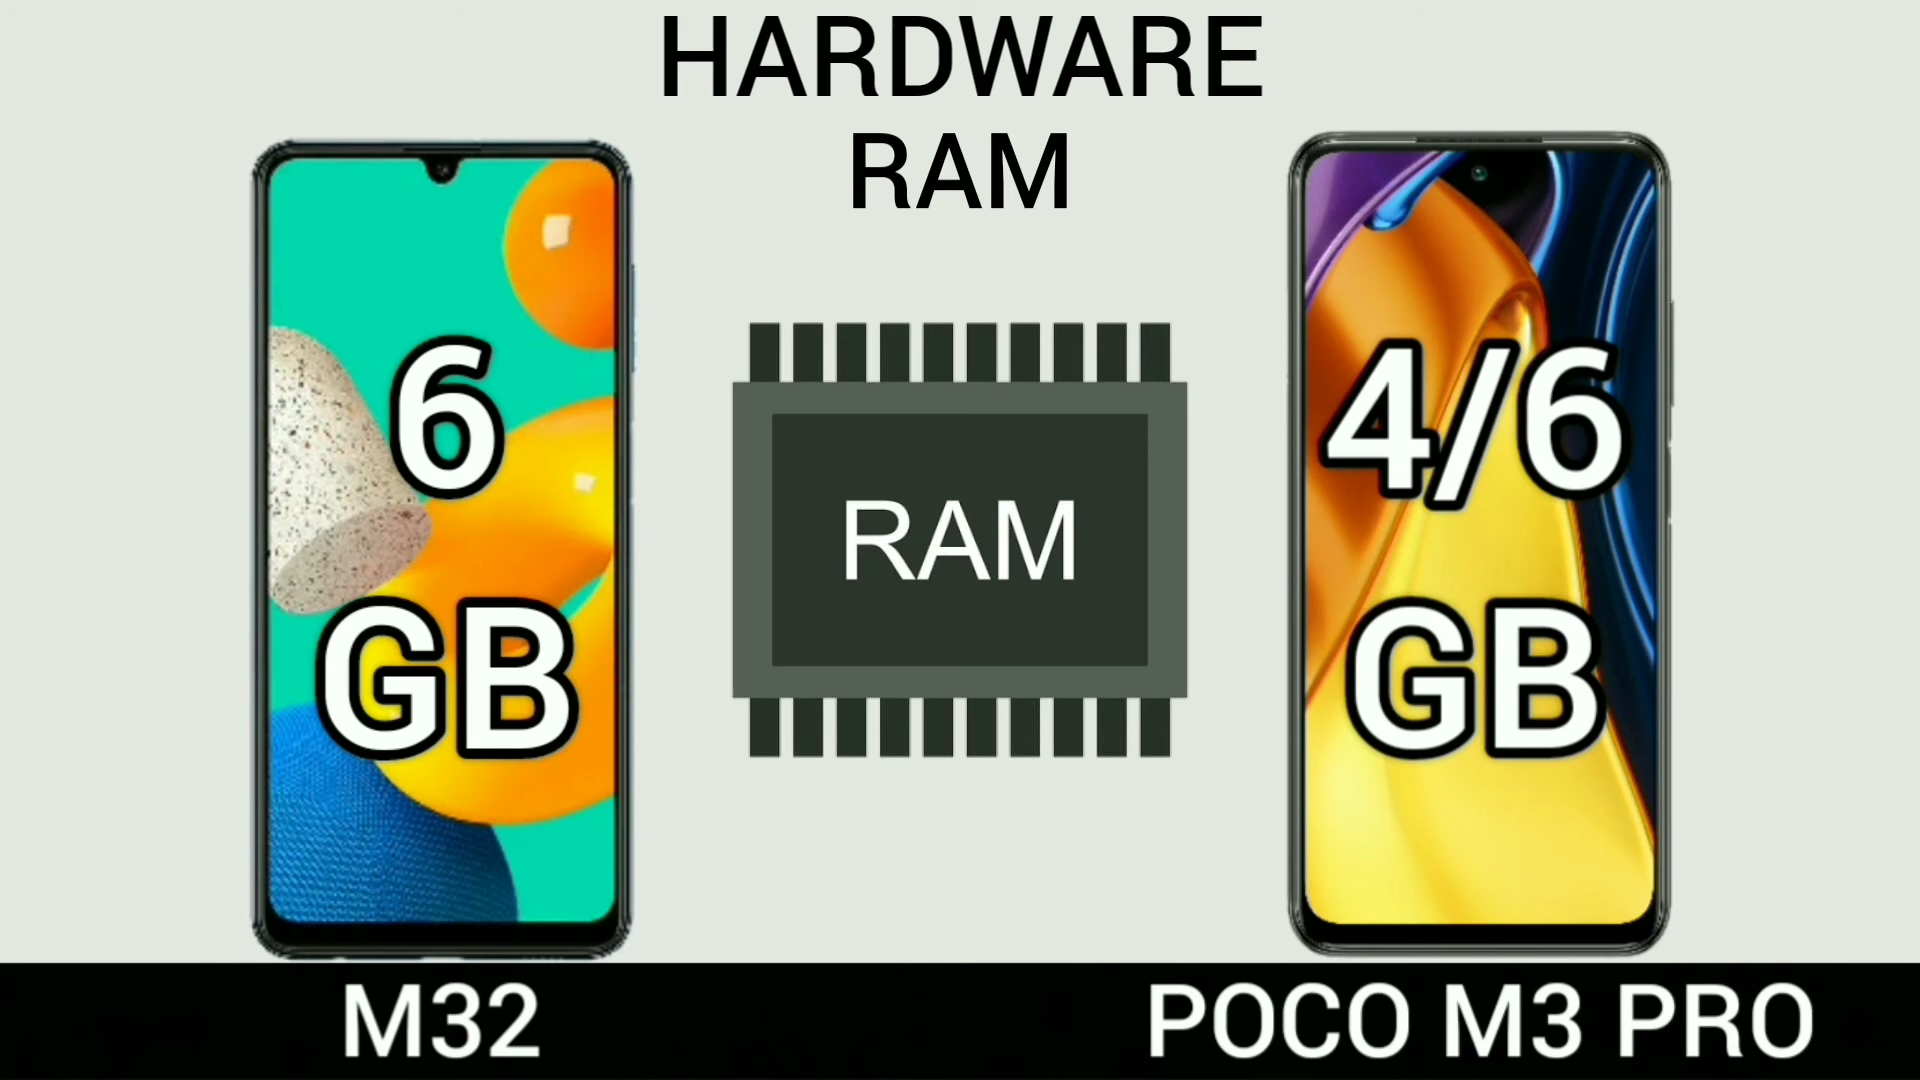 HARDWARE
RAM
6
GB
RAM
4/6
GB
M32
POCO M3 PRO